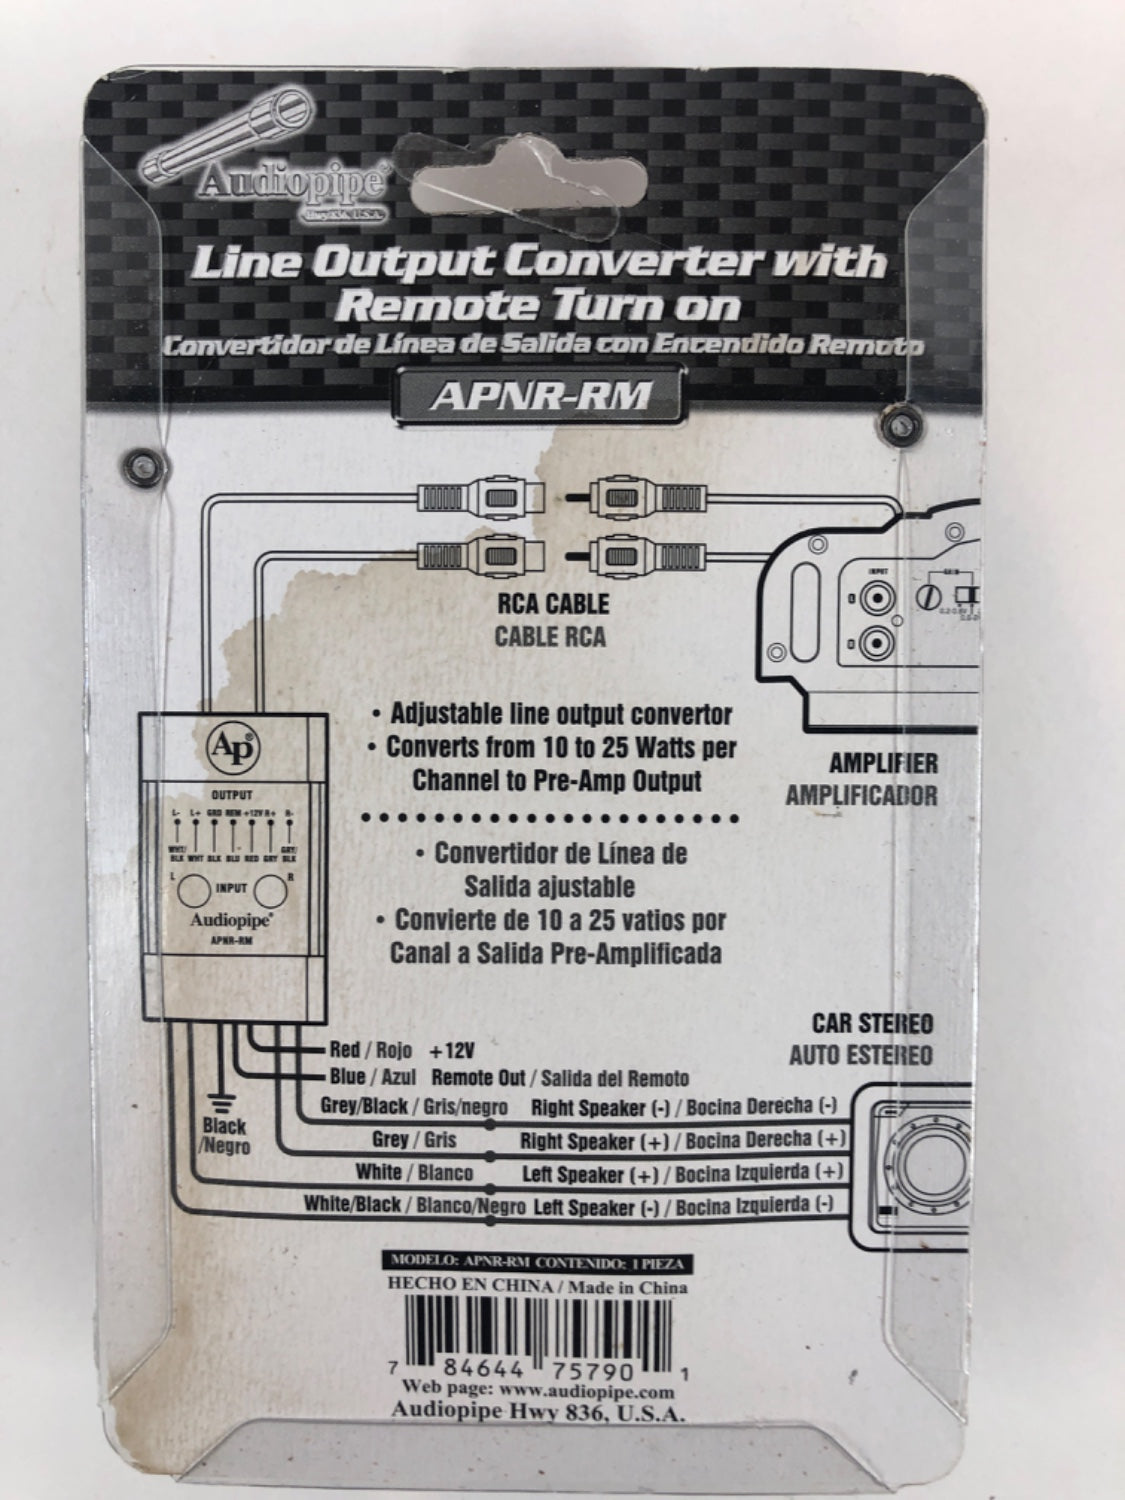 Audiopipe®
Hwy 836, U.S.A.
Line Output Converter with
Remote Turn on
Convertidor de Línea de Salida con Encendido Remoto
APNR-RM
RCA CABLE
CABLE RCA
INPUT
GAIN
• Adjustable line output convertor
• Converts from 10 to 25 Watts per
Channel to Pre-Amp Output
AMPLIFIER
AMPLIFICADOR
• Convertidor de Línea de
Salida ajustable
• Convierte de 10 a 25 vatios por
Canal a Salida Pre-Amplificada
Ap®
OUTPUT
L- L+ GRD REM +12V R+ R-
WHT/BLK WHT BLK BLU RED GRY GRY/BLK
L INPUT R
Audiopipe®
APNR-RM
CAR STEREO
AUTO ESTEREO
Red / Rojo +12V
Blue / Azul Remote Out / Salida del Remoto
Grey/Black / Gris/negro Right Speaker (-) / Bocina Derecha (-)
Black
/Negro
Grey / Gris Right Speaker (+) / Bocina Derecha (+)
White / Blanco Left Speaker (+) / Bocina Izquierda (+)
White/Black / Blanco/Negro Left Speaker (-) / Bocina Izquierda (-)
MODELO: APNR-RM CONTENIDO: 1 PIEZA
HECHO EN CHINA / Made in China
7 84644 75790 1
Web page: www.audiopipe.com
Audiopipe Hwy 836, U.S.A.